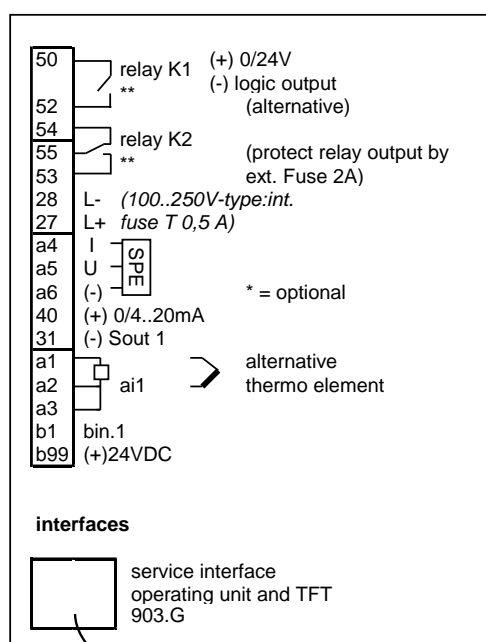 50 relay K1 (+) 0/24V
** (-) logic output
52 (alternative)
54
55 relay K2 (protect relay output by
53 ** ext. Fuse 2A)
28 L- (100..250V-type:int.
27 L+ fuse T 0,5 A)
a4 I SPE
a5 U
a6 (-) * = optional
40 (+) 0/4..20mA
31 (-) Sout 1
a1 alternative
a2 ai1 thermo element
a3
b1 bin.1
b99 (+)24VDC
interfaces
service interface
operating unit and TFT
903.G